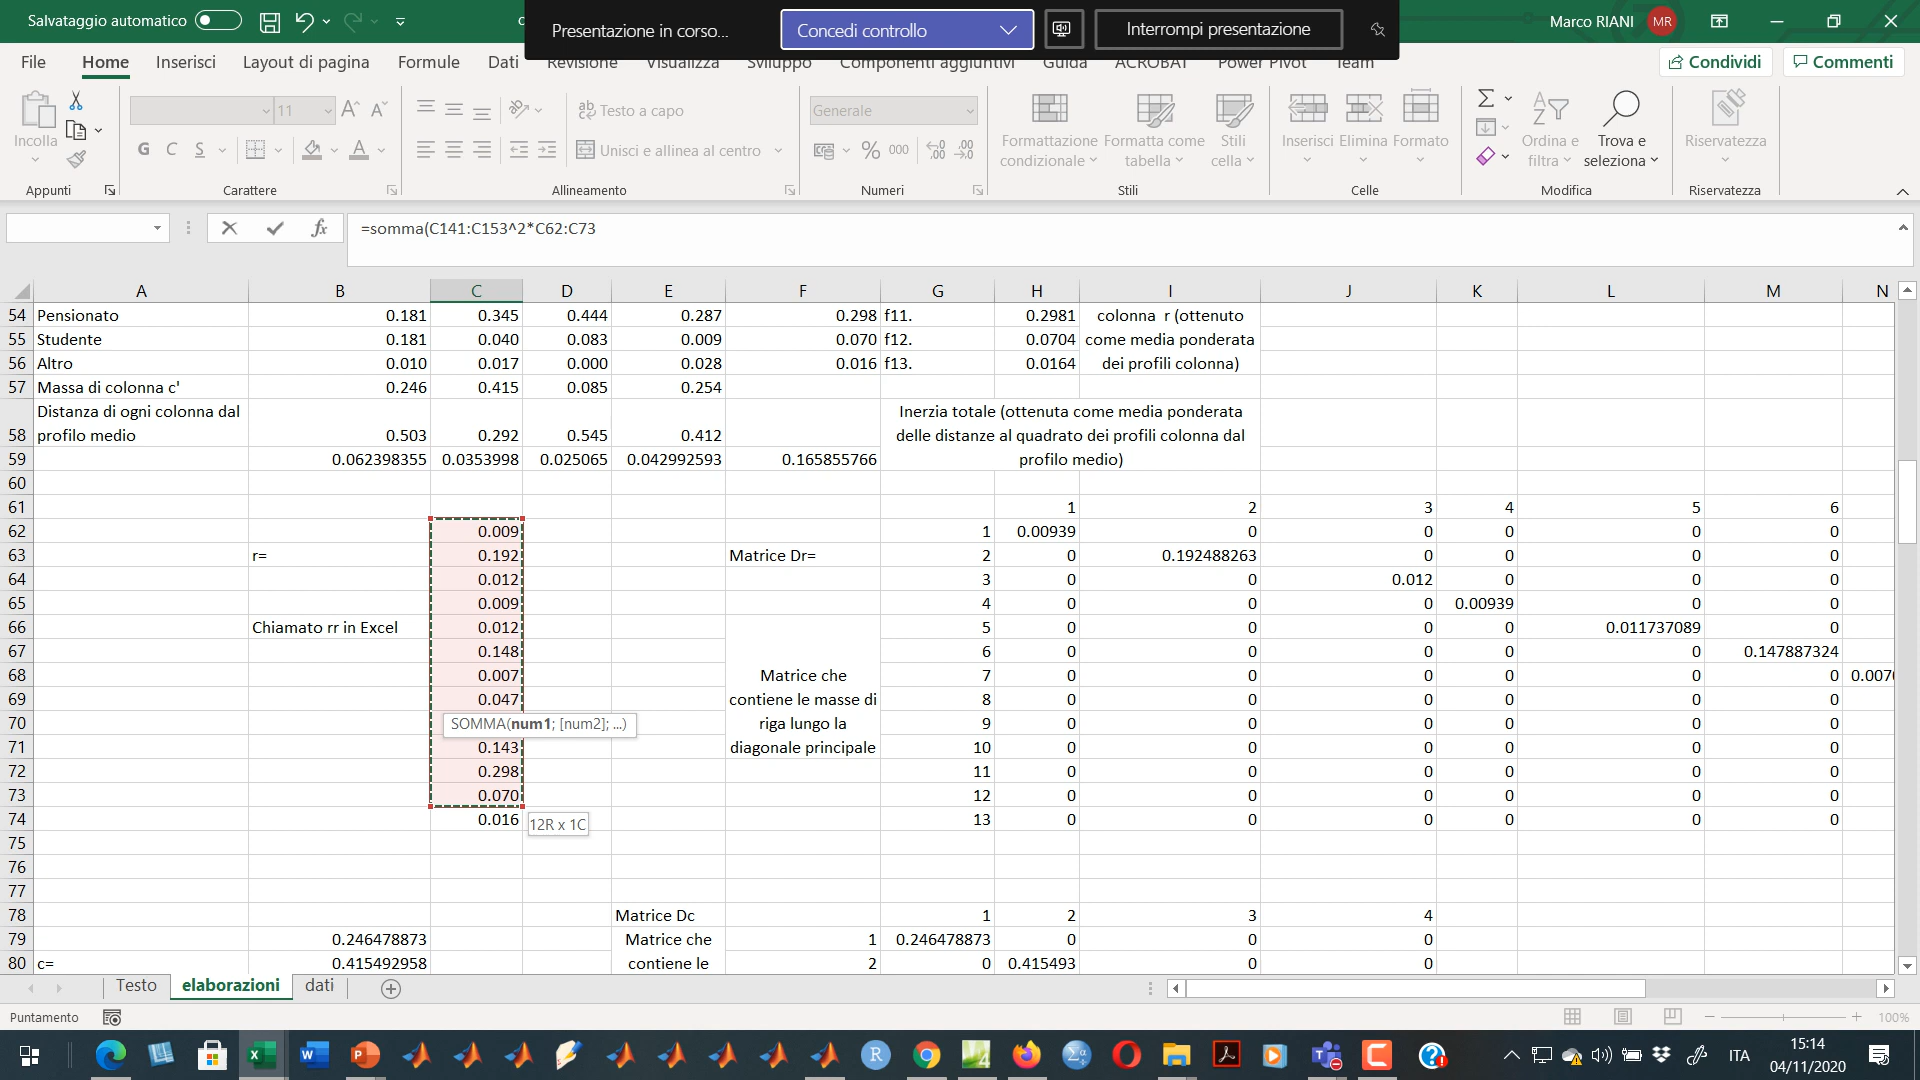 Salvataggio automatico
Presentazione in corso...
Concedi controllo
Interrompi presentazione
Marco RIANI MR
File Home Inserisci Layout di pagina Formule Dati Revisione Visualizza Sviluppo Componenti aggiuntivi Guida ACROBAT Power Pivot Team
Condividi Commenti
Incolla
11
Testo a capo
Generale
G C S
Unisci e allinea al centro
% 000
Formattazione condizionale
Formatta come tabella
Stili cella
Inserisci Elimina Formato
Ordina e filtra
Trova e seleziona
Riservatezza
Appunti Carattere Allineamento Numeri Stili Celle Modifica Riservatezza
fx =somma(C141:C153^2*C62:C73
A B C D E F G H I J K L M N
54 Pensionato 0.181 0.345 0.444 0.287 0.298 f11. 0.2981 colonna r (ottenuto
55 Studente 0.181 0.040 0.083 0.009 0.070 f12. 0.0704 come media ponderata
56 Altro 0.010 0.017 0.000 0.028 0.016 f13. 0.0164 dei profili colonna)
57 Massa di colonna c' 0.246 0.415 0.085 0.254
Distanza di ogni colonna dal Inerzia totale (ottenuta come media ponderata
58 profilo medio 0.503 0.292 0.545 0.412 delle distanze al quadrato dei profili colonna dal
59 0.062398355 0.0353998 0.025065 0.042992593 0.165855766 profilo medio)
60
61 1 2 3 4 5 6
62 0.009 1 0.00939 0 0 0 0 0
63 r= 0.192 Matrice Dr= 2 0 0.192488263 0 0 0 0
64 0.012 3 0 0 0.012 0 0 0
65 0.009 4 0 0 0 0.00939 0 0
66 Chiamato rr in Excel 0.012 5 0 0 0 0 0.011737089 0
67 0.148 6 0 0 0 0 0 0.147887324
68 0.007 Matrice che 7 0 0 0 0 0 0 0.007
69 0.047 contiene le masse di 8 0 0 0 0 0 0
70 SOMMA(num1; [num2]; ...) riga lungo la 9 0 0 0 0 0 0
71 0.143 diagonale principale 10 0 0 0 0 0 0
72 0.298 11 0 0 0 0 0 0
73 0.070 12 0 0 0 0 0 0
74 0.016 12R x 1C 13 0 0 0 0 0 0
75
76
77
78 Matrice Dc 1 2 3 4
79 0.246478873 Matrice che 1 0.246478873 0 0 0
80 c= 0.415492958 contiene le 2 0 0.415493 0 0
Testo elaborazioni dati
Puntamento
100%
ITA
15:14
04/11/2020